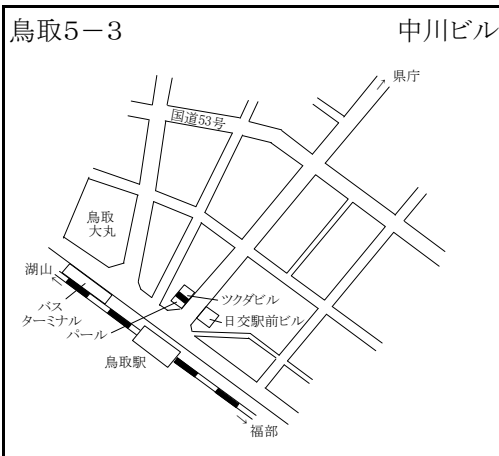 鳥取5－3
中川ビル
県庁
国道53号
鳥取
大丸
湖山
バス
ターミナル
パール
鳥取駅
ツクダビル
日交駅前ビル
福部